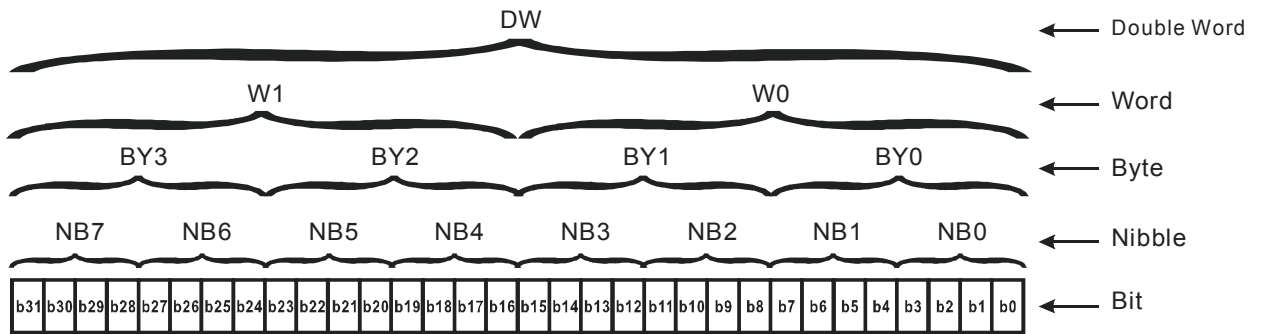 DW Double Word
W1 W0 Word
BY3 BY2 BY1 BY0 Byte
NB7 NB6 NB5 NB4 NB3 NB2 NB1 NB0 Nibble
b31 b30 b29 b28 b27 b26 b25 b24 b23 b22 b21 b20 b19 b18 b17 b16 b15 b14 b13 b12 b11 b10 b9 b8 b7 b6 b5 b4 b3 b2 b1 b0 Bit